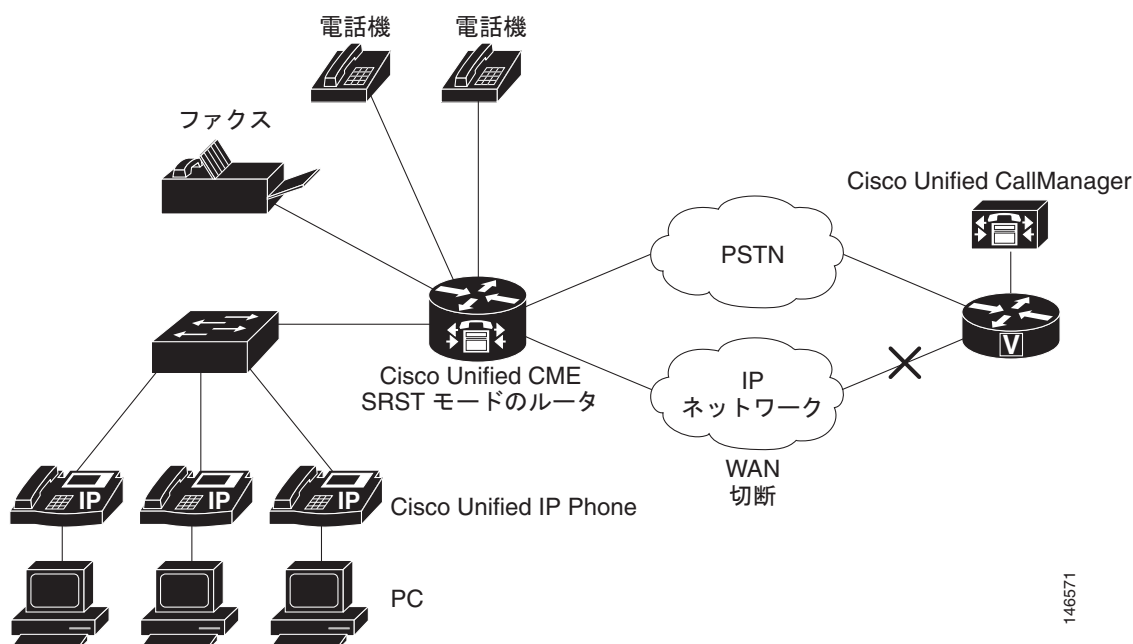 電話機
電話機
ファクス
Cisco Unified CallManager
PSTN
V
Cisco Unified CME
SRST モードのルータ
IP
ネットワーク
WAN
切断
IP
IP
IP
Cisco Unified IP Phone
PC
146571